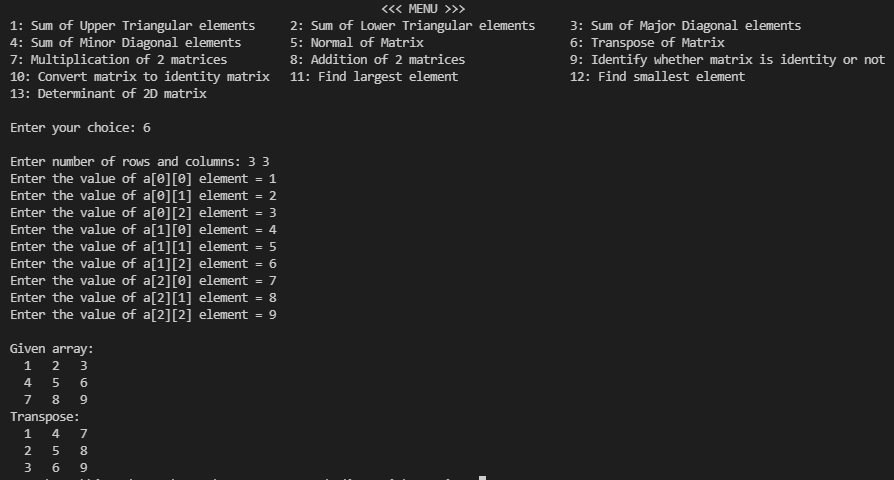 <<< MENU >>>
1: Sum of Upper Triangular elements 2: Sum of Lower Triangular elements 3: Sum of Major Diagonal elements
4: Sum of Minor Diagonal elements 5: Normal of Matrix 6: Transpose of Matrix
7: Multiplication of 2 matrices 8: Addition of 2 matrices 9: Identify whether matrix is identity or not
10: Convert matrix to identity matrix 11: Find largest element 12: Find smallest element
13: Determinant of 2D matrix
Enter your choice: 6
Enter number of rows and columns: 3 3
Enter the value of a[0][0] element = 1
Enter the value of a[0][1] element = 2
Enter the value of a[0][2] element = 3
Enter the value of a[1][0] element = 4
Enter the value of a[1][1] element = 5
Enter the value of a[1][2] element = 6
Enter the value of a[2][0] element = 7
Enter the value of a[2][1] element = 8
Enter the value of a[2][2] element = 9
Given array:
1 2 3
4 5 6
7 8 9
Transpose:
1 4 7
2 5 8
3 6 9